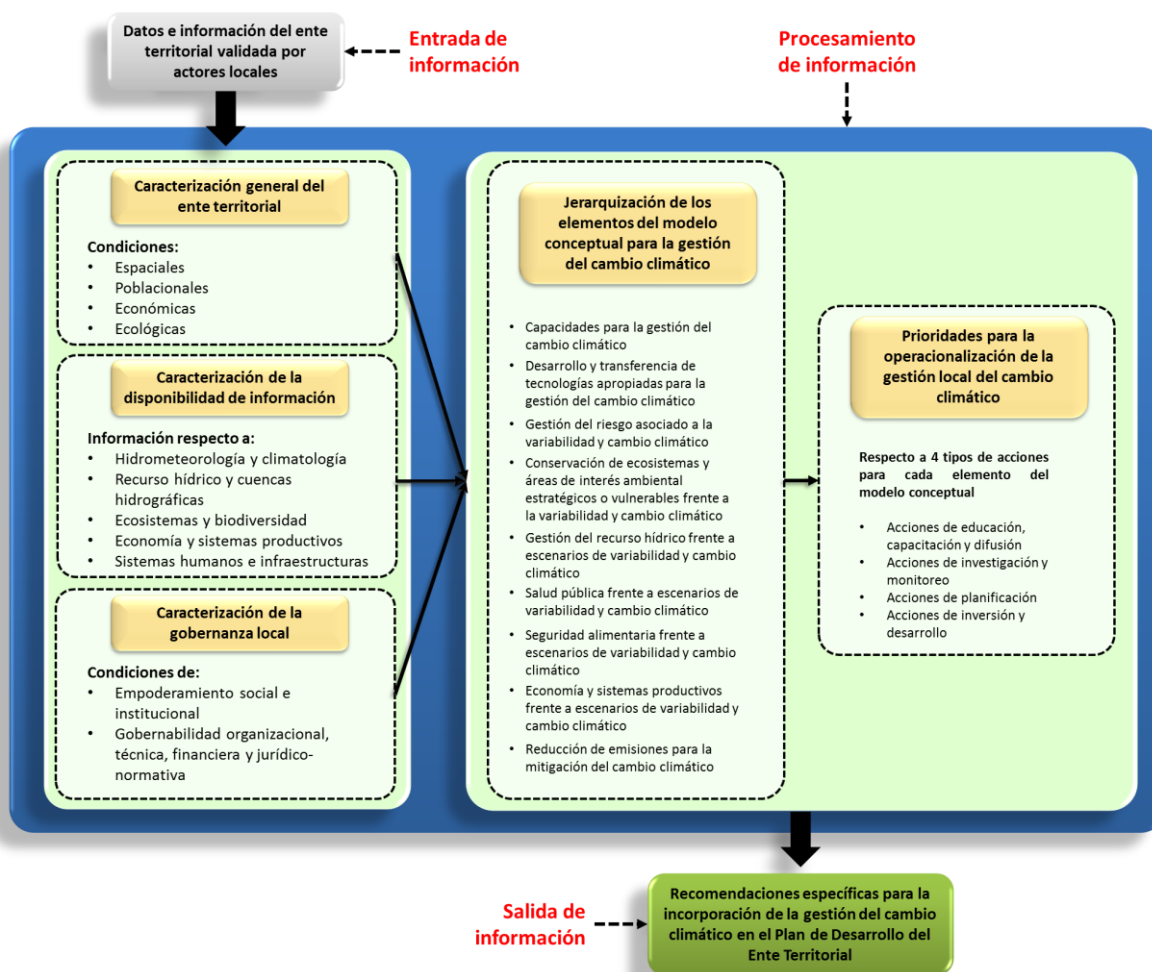 Datos e información del ente
territorial validada por
actores locales
Entrada de
información
Procesamiento
de información
Caracterización general del
ente territorial
Condiciones:
• Espaciales
• Poblacionales
• Económicas
• Ecológicas
Caracterización de la
disponibilidad de información
Información respecto a:
• Hidrometeorología y climatología
• Recurso hídrico y cuencas
hidrográficas
• Ecosistemas y biodiversidad
• Economía y sistemas productivos
• Sistemas humanos e infraestructuras
Caracterización de la
gobernanza local
Condiciones de:
• Empoderamiento social e
institucional
• Gobernabilidad organizacional,
técnica, financiera y jurídico-
normativa
Jerarquización de los
elementos del modelo
conceptual para la gestión
del cambio climático
• Capacidades para la gestión del
cambio climático
• Desarrollo y transferencia de
tecnologías apropiadas para la
gestión del cambio climático
• Gestión del riesgo asociado a la
variabilidad y cambio climático
• Conservación de ecosistemas y
áreas de interés ambiental
estratégicos o vulnerables frente a
la variabilidad y cambio climático
• Gestión del recurso hídrico frente a
escenarios de variabilidad y cambio
climático
• Salud pública frente a escenarios de
variabilidad y cambio climático
• Seguridad alimentaria frente a
escenarios de variabilidad y cambio
climático
• Economía y sistemas productivos
frente a escenarios de variabilidad y
cambio climático
• Reducción de emisiones para la
mitigación del cambio climático
Prioridades para la
operacionalización de la
gestión local del cambio
climático
Respecto a 4 tipos de acciones
para cada elemento del
modelo conceptual
• Acciones de educación,
capacitación y difusión
• Acciones de investigación y
monitoreo
• Acciones de planificación
• Acciones de inversión y
desarrollo
Salida de
información
Recomendaciones específicas para la
incorporación de la gestión del cambio
climático en el Plan de Desarrollo del
Ente Territorial